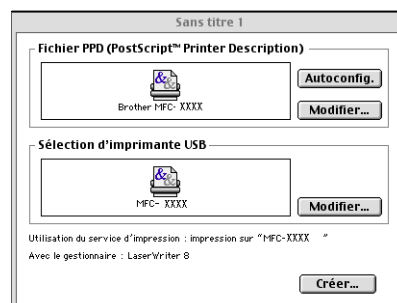 Sans titre 1
Fichier PPD (PostScript™ Printer Description)
Brother MFC- XXXX
Autoconfig.
Modifier...
Sélection d'imprimante USB
MFC- XXXX
Modifier...
Utilisation du service d'impression : impression sur "MFC-XXXX "
Avec le gestionnaire : LaserWriter 8
Créer...